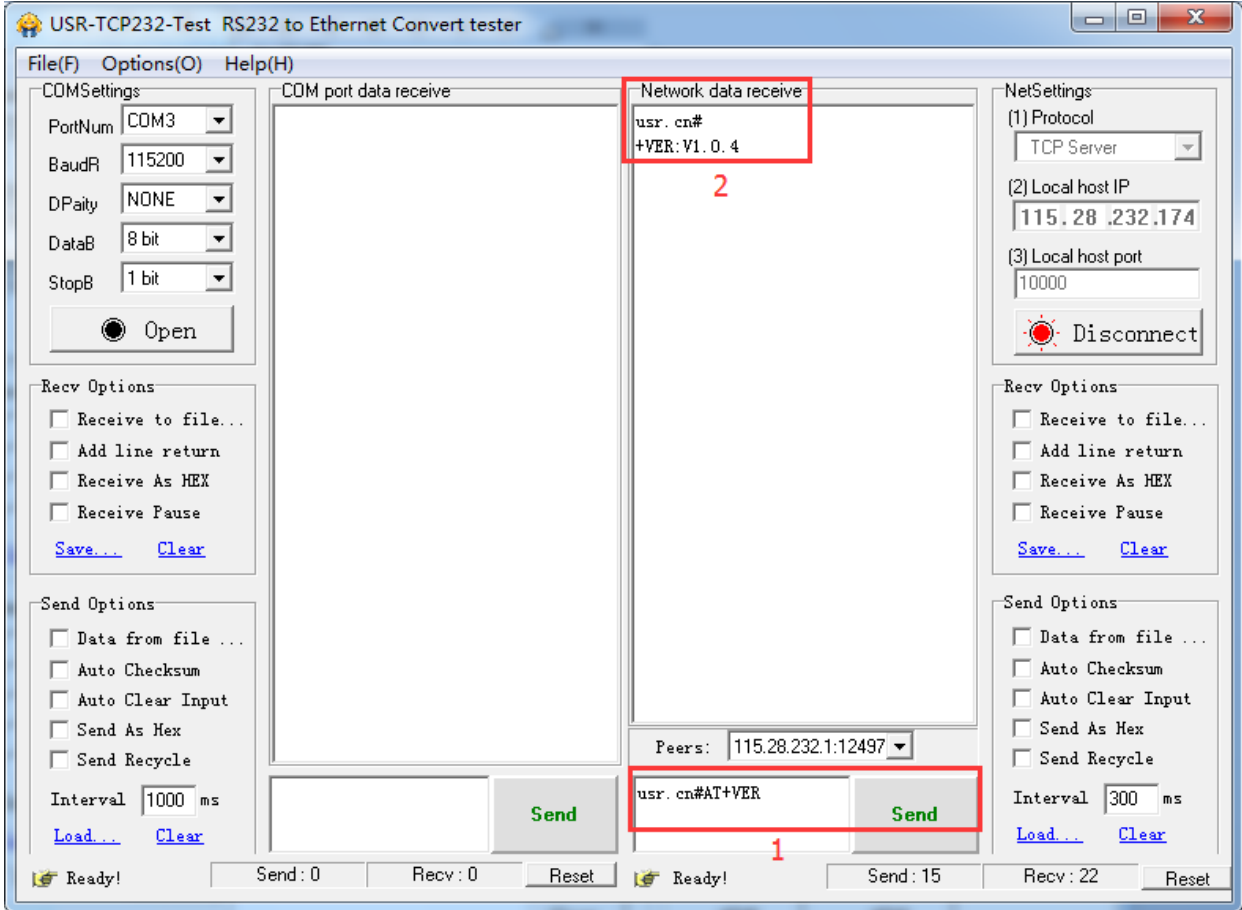 USR-TCP232-Test RS232 to Ethernet Convert tester
File(F) Options(O) Help(H)
COMSettings
PortNum COM3
BaudR 115200
DPaity NONE
DataB 8 bit
StopB 1 bit
Open
Recv Options
Receive to file...
Add line return
Receive As HEX
Receive Pause
Save... Clear
Send Options
Data from file ...
Auto Checksum
Auto Clear Input
Send As Hex
Send Recycle
Interval 1000 ms
Load... Clear
COM port data receive
Send
Network data receive
usr.cn#
+VER:V1.0.4
2
Peers: 115.28.232.1:12497
usr.cn#AT+VER
Send
1
NetSettings
(1) Protocol
TCP Server
(2) Local host IP
115.28.232.174
(3) Local host port
10000
Disconnect
Recv Options
Receive to file...
Add line return
Receive As HEX
Receive Pause
Save... Clear
Send Options
Data from file ...
Auto Checksum
Auto Clear Input
Send As Hex
Send Recycle
Interval 300 ms
Load... Clear
Ready! Send : 0 Recv : 0 Reset
Ready! Send : 15 Recv : 22 Reset